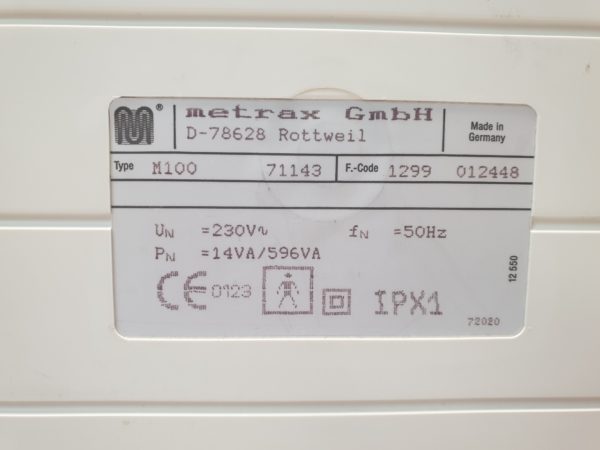 M®
metrax GmbH
D-78628 Rottweil
Made in
Germany
Type M100 71143 F.-Code 1299 012448
UN =230V~ fN =50Hz
PN =14VA/596VA
12 550
CE 0123 IPX1
72020